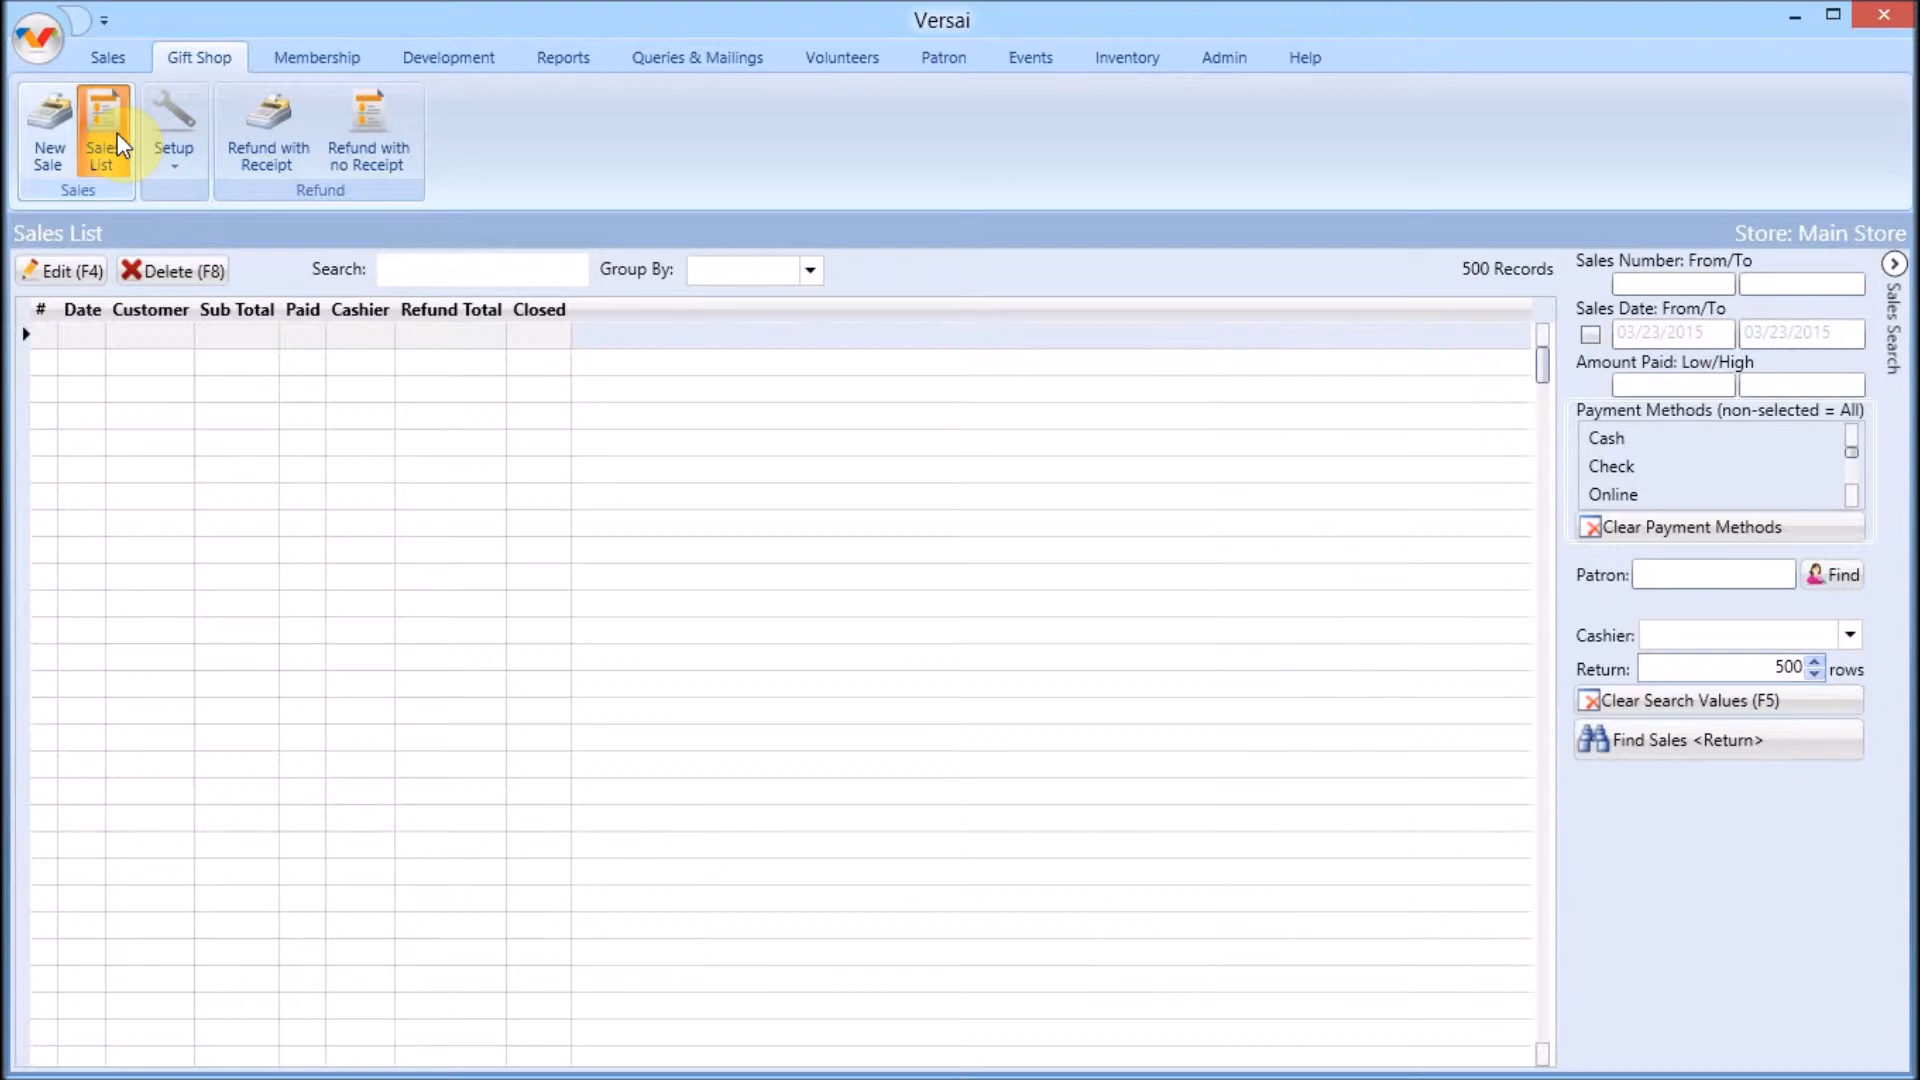 Versai
Sales Gift Shop Membership Development Reports Queries & Mailings Volunteers Patron Events Inventory Admin Help
New Sale Sales List Setup Refund with Receipt Refund with no Receipt
Sales Refund
Sales List Store: Main Store
Edit (F4) Delete (F8) Search: Group By: 500 Records
# Date Customer Sub Total Paid Cashier Refund Total Closed
Sales Number: From/To
Sales Date: From/To
03/23/2015 03/23/2015
Amount Paid: Low/High
Payment Methods (non-selected = All)
Cash
Check
Online
Clear Payment Methods
Patron: Find
Cashier:
Return: 500 rows
Clear Search Values (F5)
Find Sales <Return>
Sales Search